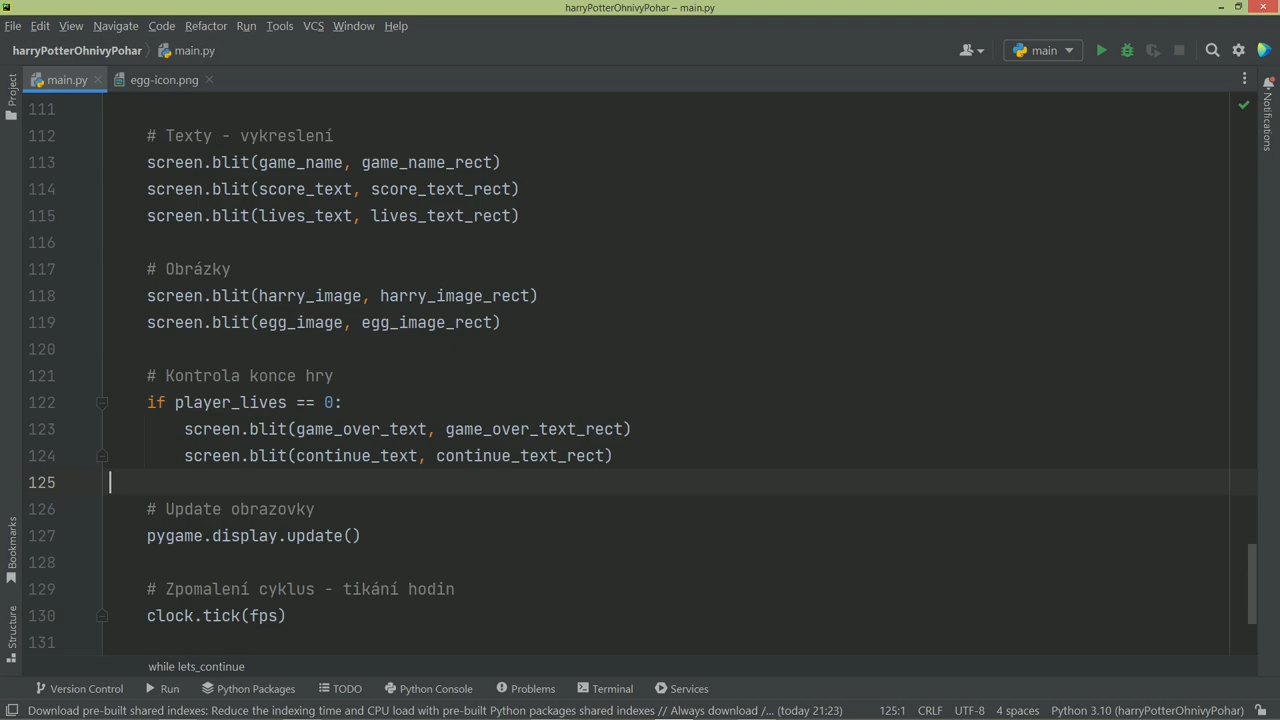 harryPotterOhnivyPohar – main.py
File Edit View Navigate Code Refactor Run Tools VCS Window Help
harryPotterOhnivyPohar main.py main
main.py egg-icon.png
Project
Notifications
Bookmarks
Structure
111
112 # Texty - vykreslení
113 screen.blit(game_name, game_name_rect)
114 screen.blit(score_text, score_text_rect)
115 screen.blit(lives_text, lives_text_rect)
116
117 # Obrázky
118 screen.blit(harry_image, harry_image_rect)
119 screen.blit(egg_image, egg_image_rect)
120
121 # Kontrola konce hry
122 if player_lives == 0:
123 screen.blit(game_over_text, game_over_text_rect)
124 screen.blit(continue_text, continue_text_rect)
125
126 # Update obrazovky
127 pygame.display.update()
128
129 # Zpomalení cyklus - tikání hodin
130 clock.tick(fps)
131
while lets_continue
Version Control Run Python Packages TODO Python Console Problems Terminal Services
Download pre-built shared indexes: Reduce the indexing time and CPU load with pre-built Python packages shared indexes // Always download /... (today 21:23) 125:1 CRLF UTF-8 4 spaces Python 3.10 (harryPotterOhnivyPohar)